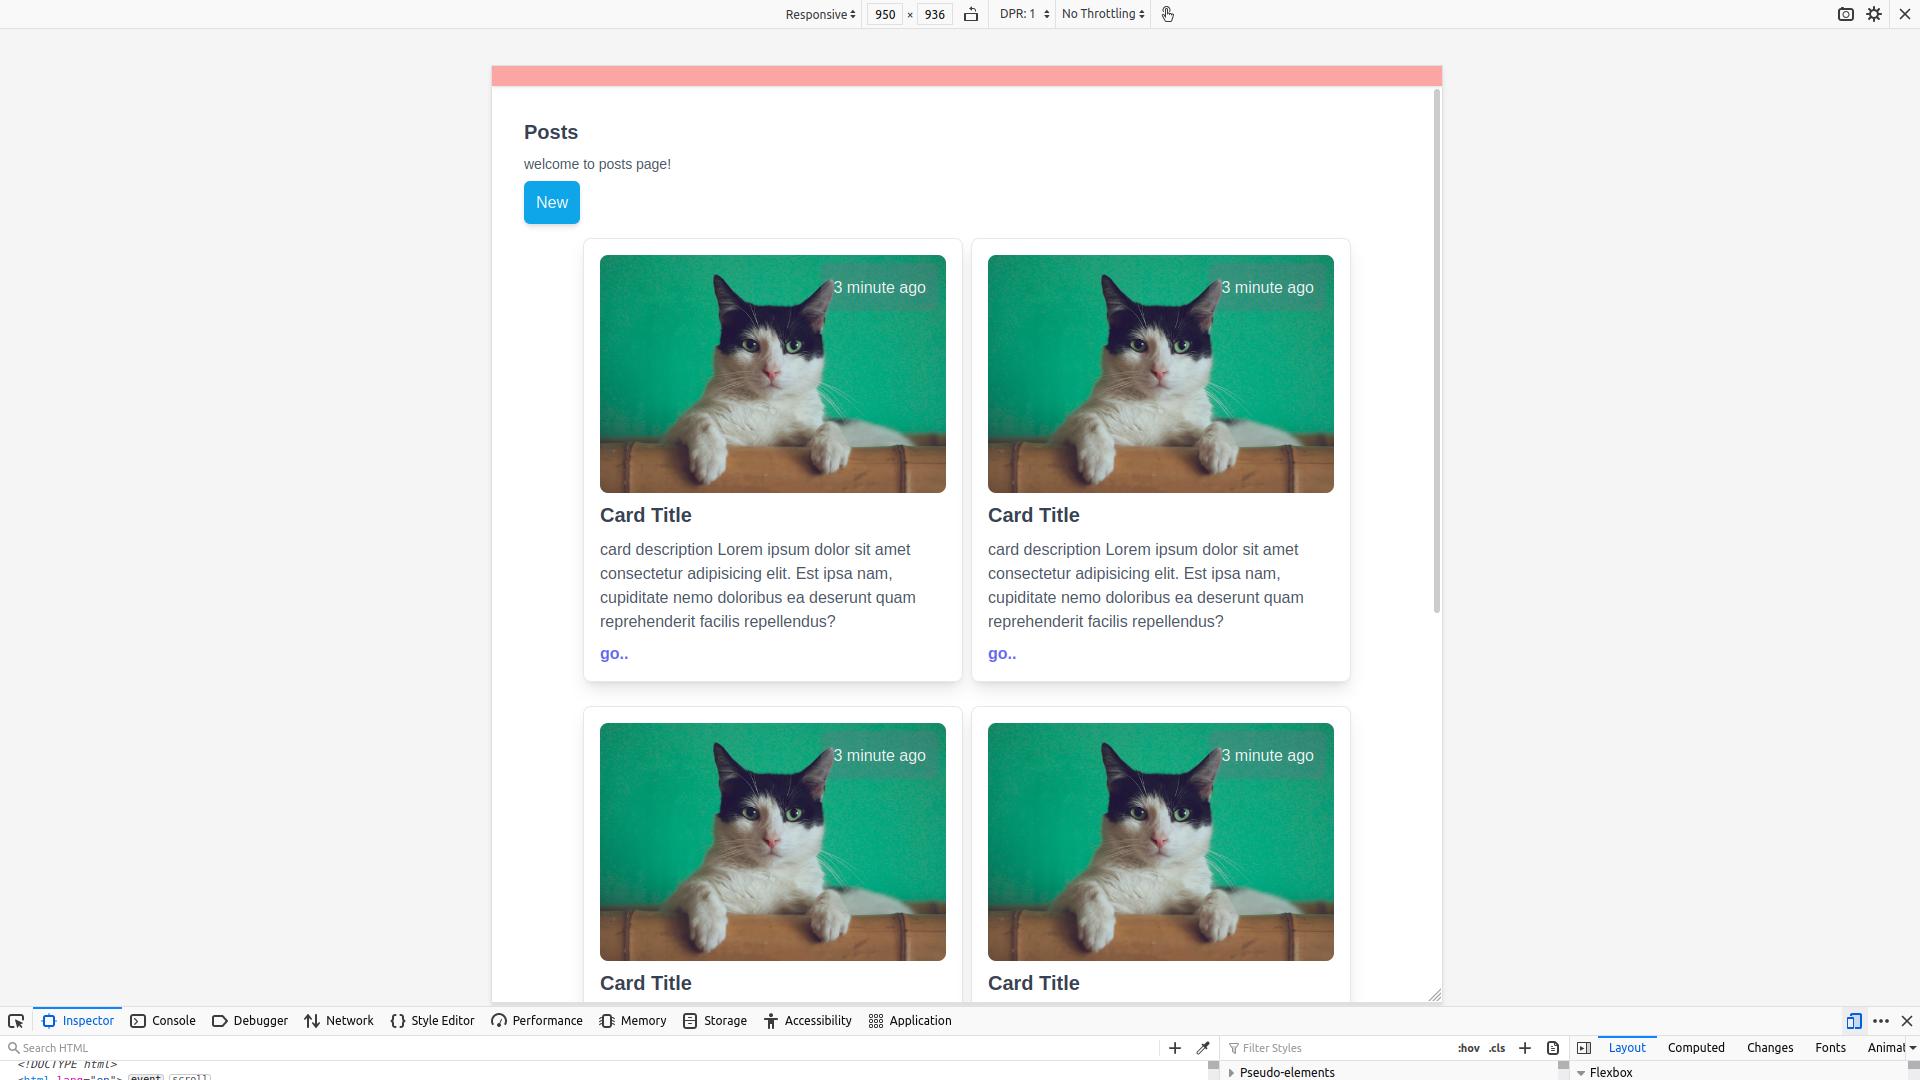 Responsive 950 × 936 DPR: 1 No Throttling
Posts
welcome to posts page!
New
3 minute ago 3 minute ago
Card Title Card Title
card description Lorem ipsum dolor sit amet card description Lorem ipsum dolor sit amet
consectetur adipisicing elit. Est ipsa nam, consectetur adipisicing elit. Est ipsa nam,
cupiditate nemo doloribus ea deserunt quam cupiditate nemo doloribus ea deserunt quam
reprehenderit facilis repellendus? reprehenderit facilis repellendus?
go.. go..
3 minute ago 3 minute ago
Card Title Card Title
Inspector Console Debugger Network Style Editor Performance Memory Storage Accessibility Application
Search HTML Filter Styles :hov .cls Layout Computed Changes Fonts Animat
<!DOCTYPE html> Pseudo-elements Flexbox
<html lang="en"> event scroll